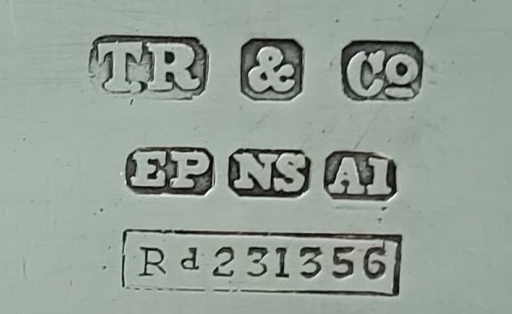 TR & Co
EP NS A1
Rd 231356